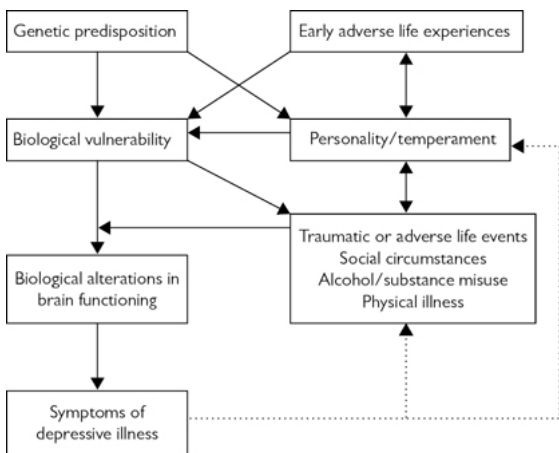 Genetic predisposition
Early adverse life experiences
Biological vulnerability
Personality/temperament
Traumatic or adverse life events
Social circumstances
Alcohol/substance misuse
Physical illness
Biological alterations in
brain functioning
Symptoms of
depressive illness